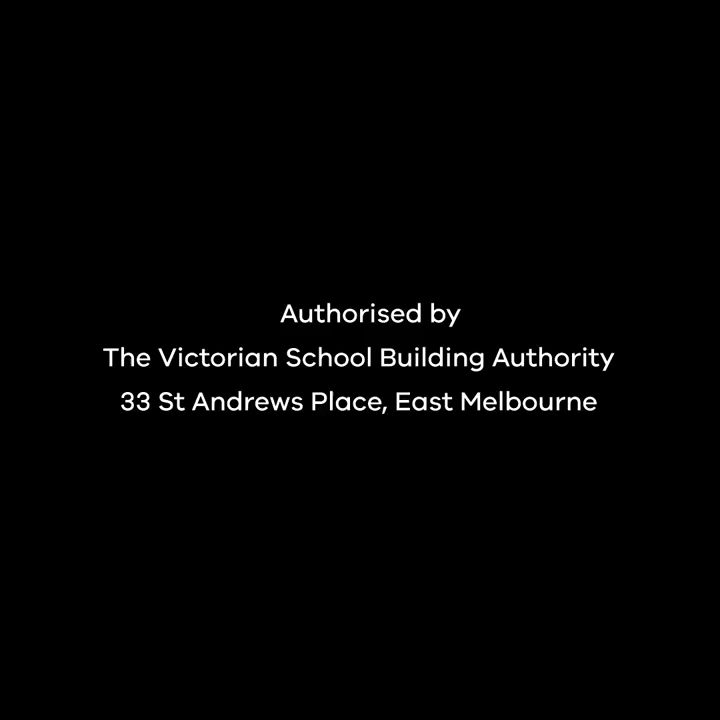 Authorised by
The Victorian School Building Authority
33 St Andrews Place, East Melbourne